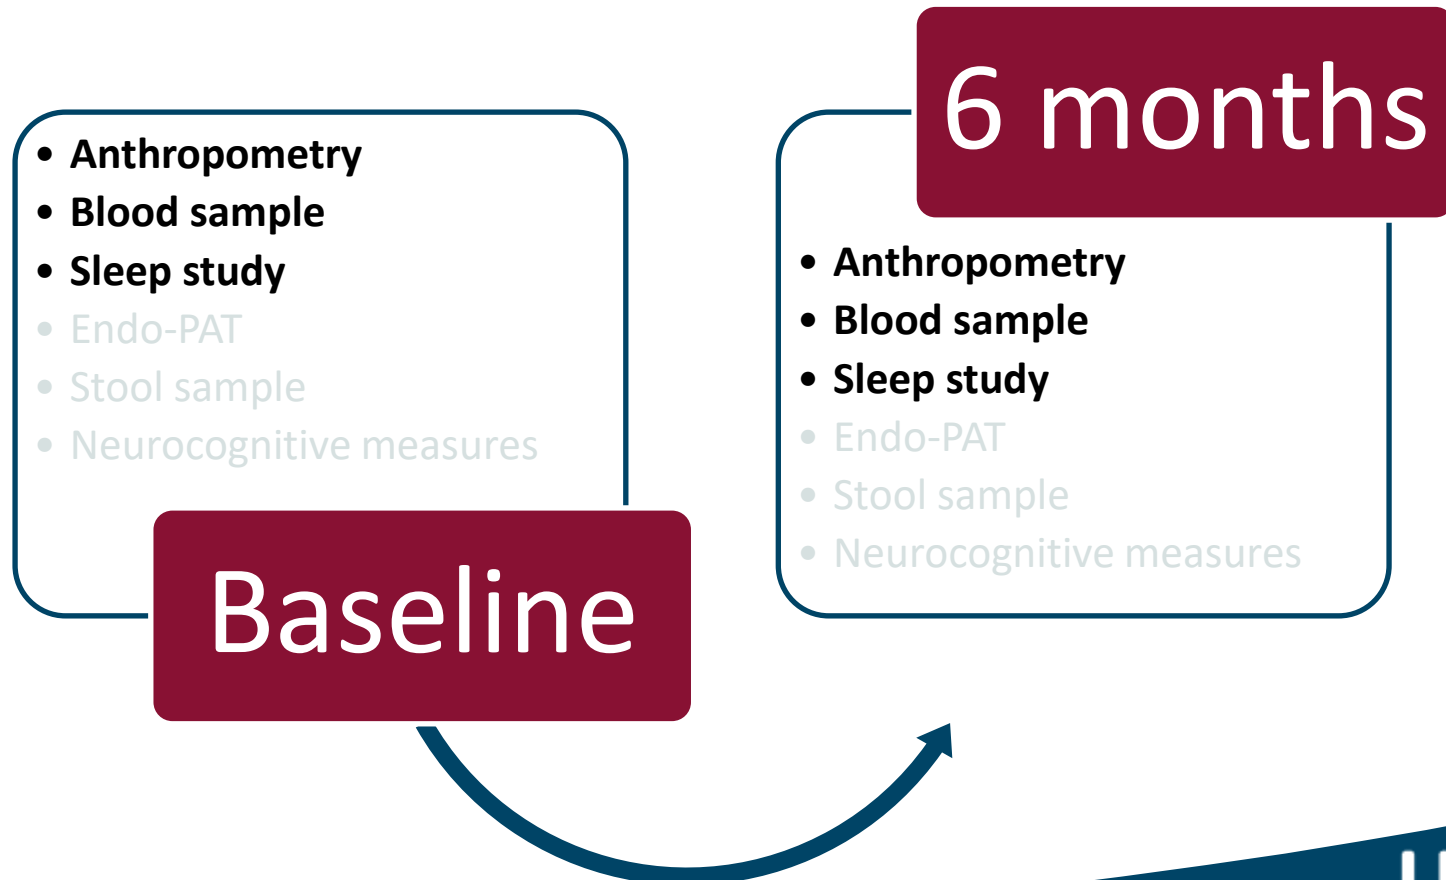 • Anthropometry
• Blood sample
• Sleep study
• Endo-PAT
• Stool sample
• Neurocognitive measures
Baseline
6 months
• Anthropometry
• Blood sample
• Sleep study
• Endo-PAT
• Stool sample
• Neurocognitive measures